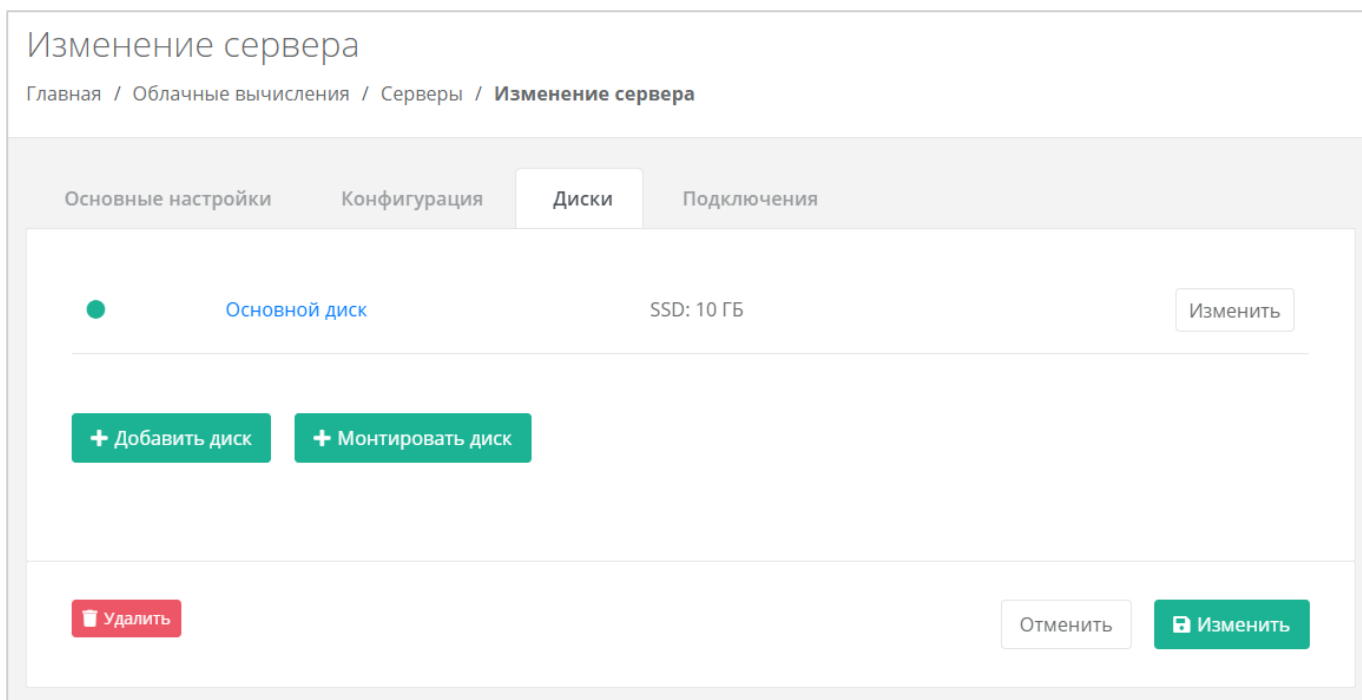 Изменение сервера
Главная / Облачные вычисления / Серверы / Изменение сервера
Основные настройки Конфигурация Диски Подключения
Основной диск SSD: 10 ГБ Изменить
+ Добавить диск + Монтировать диск
Удалить Отменить Изменить